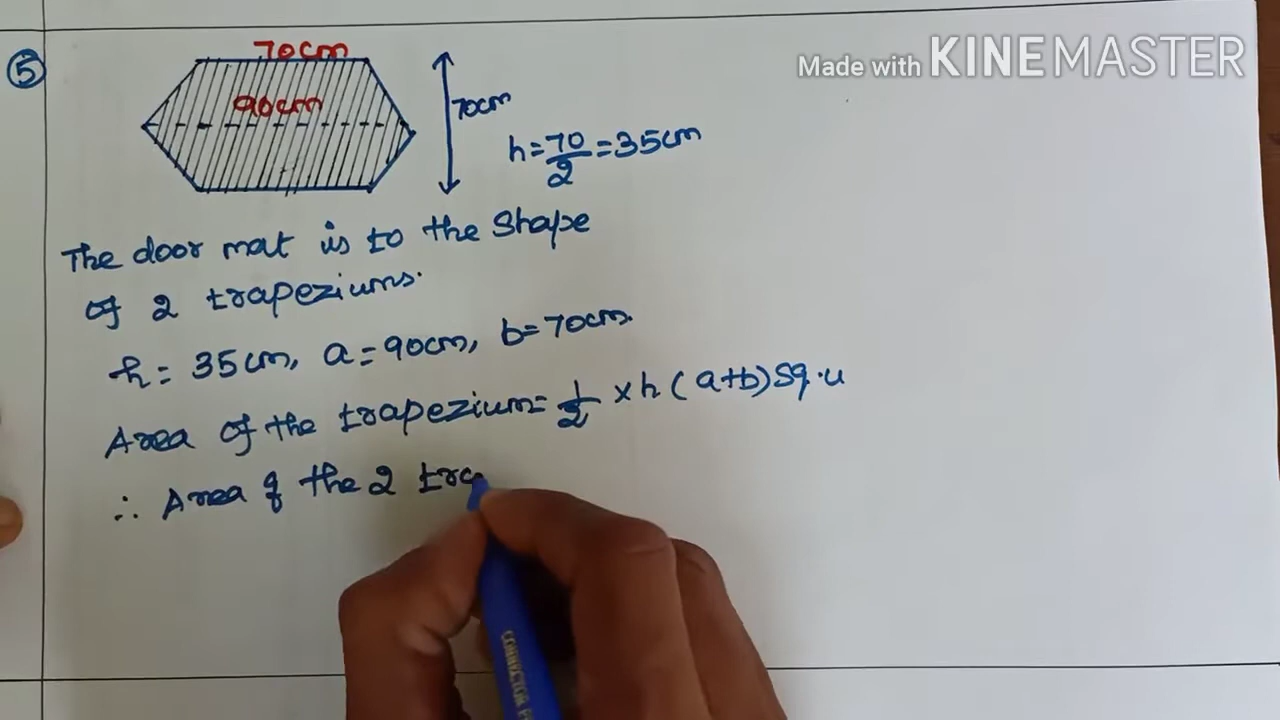 Made with KINEMASTER
5
70cm
90cm
70cm
h = 70/2 = 35cm
The door mat is to the Shape
of 2 trapeziums.
h = 35cm, a = 90cm, b = 70cm.
Area of the trapezium = 1/2 × h (a+b) Sq.u
∴ Area of the 2 tra